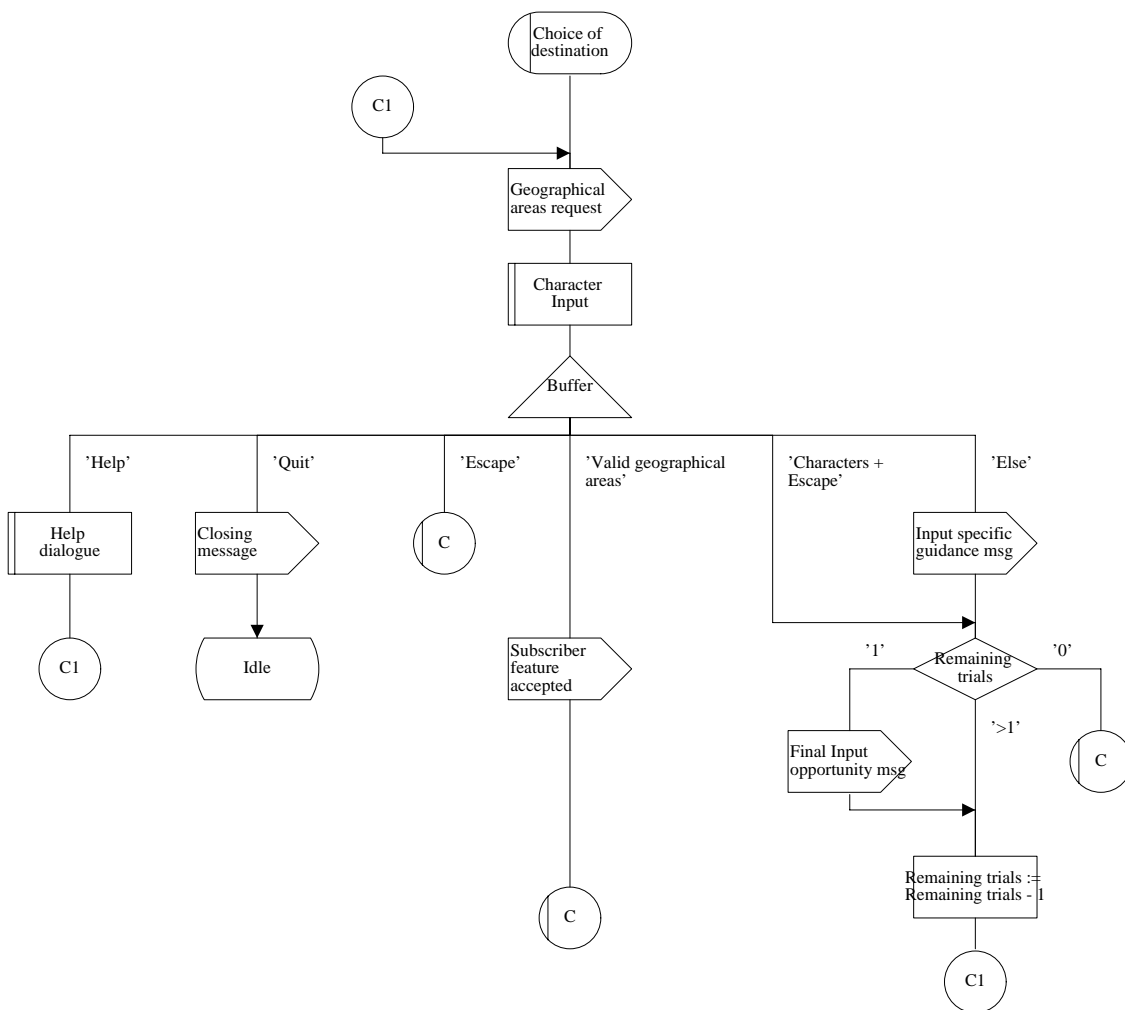 Choice of
destination
C1
Geographical
areas request
Character
Input
Buffer
’Help’
’Quit’
’Escape’
’Valid geographical
areas’
’Characters +
Escape’
’Else’
Help
dialogue
Closing
message
C
Input specific
guidance msg
C1
Idle
Subscriber
feature
accepted
’1’
Remaining
trials
’0’
’>1’
Final Input
opportunity msg
C
Remaining trials :=
Remaining trials - 1
C
C1